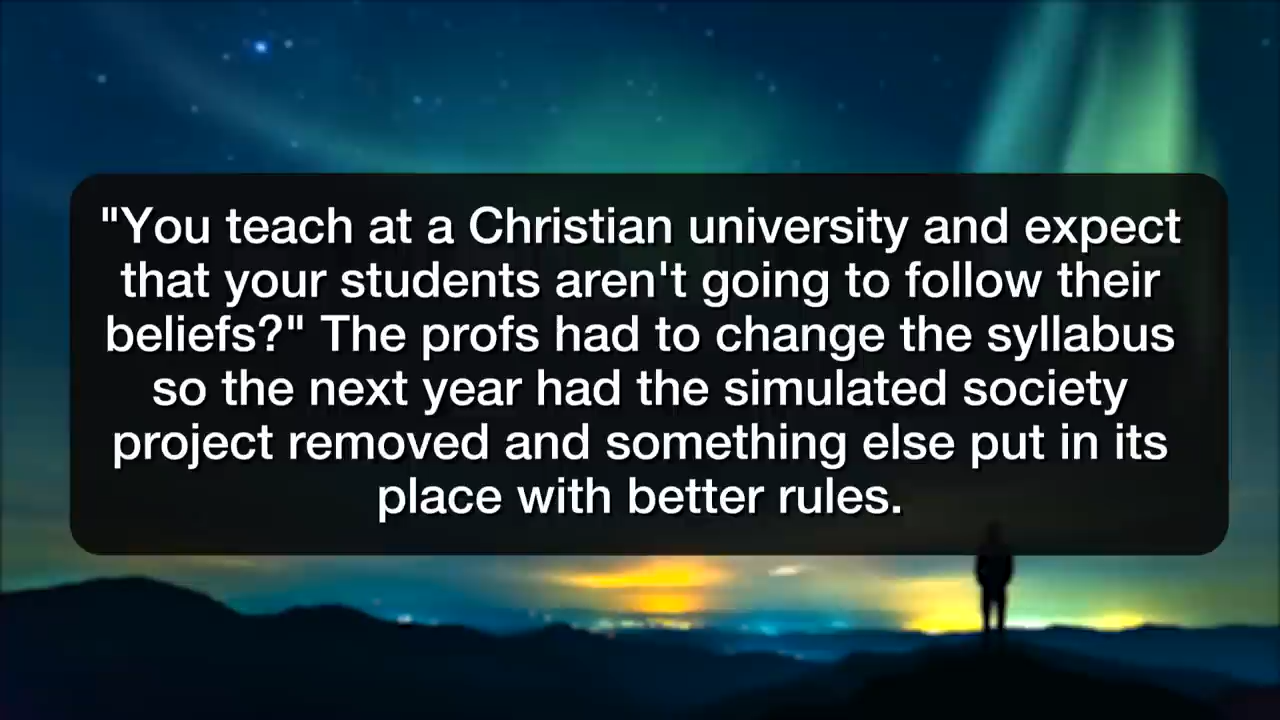 "You teach at a Christian university and expect
that your students aren't going to follow their
beliefs?" The profs had to change the syllabus
so the next year had the simulated society
project removed and something else put in its
place with better rules.